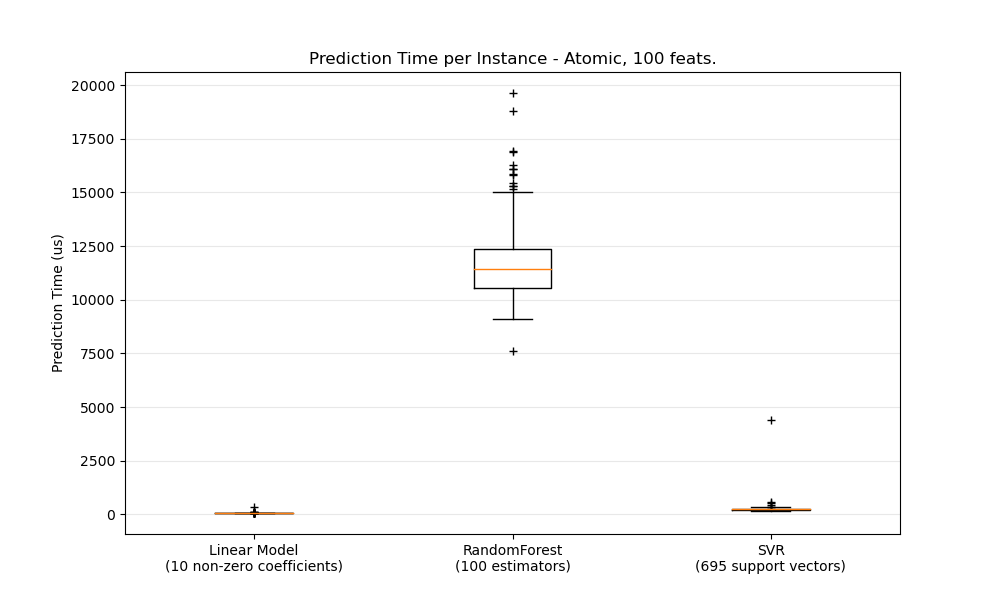 Prediction Time per Instance - Atomic, 100 feats.
Prediction Time (us)
20000
17500
15000
12500
10000
7500
5000
2500
0
Linear Model
(10 non-zero coefficients)
RandomForest
(100 estimators)
SVR
(695 support vectors)